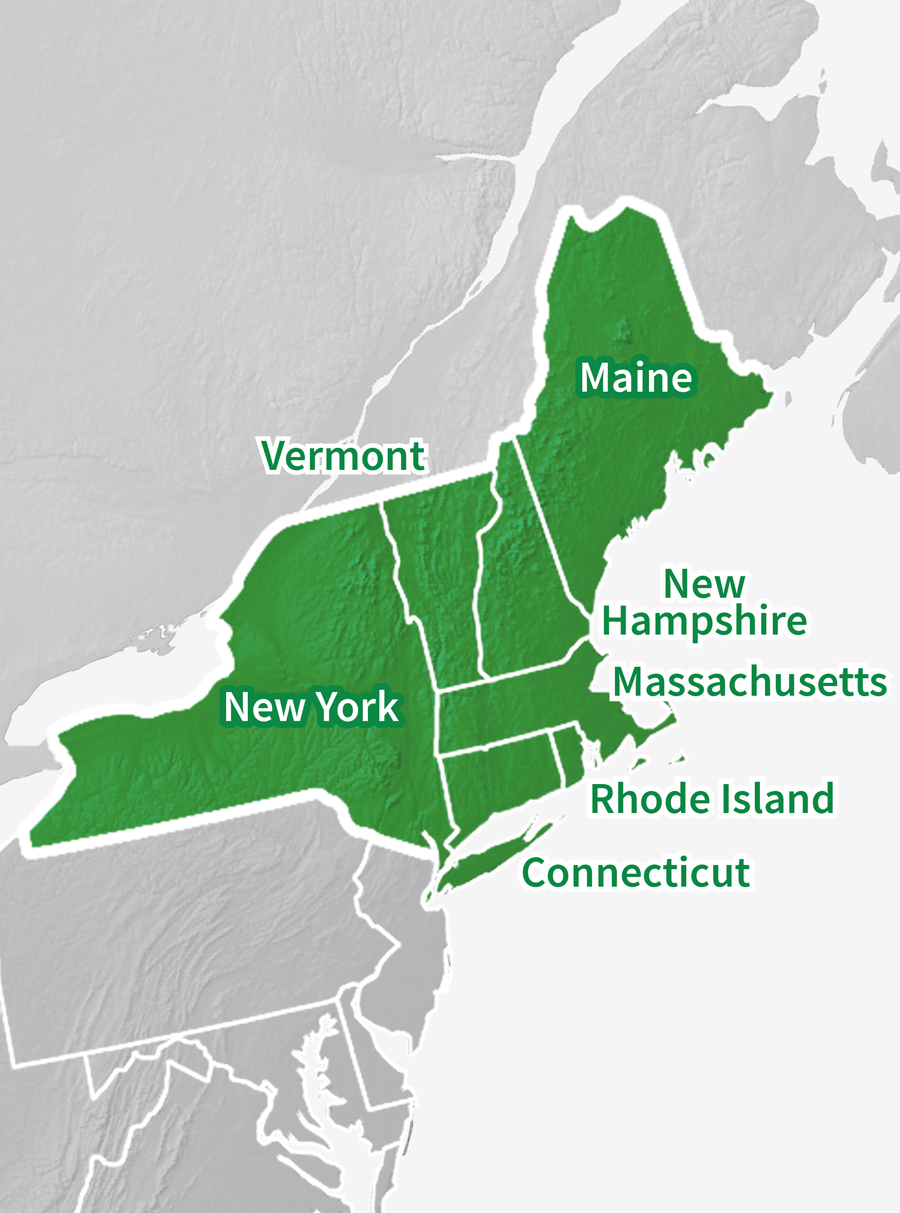 Maine
Vermont
New
Hampshire
Massachusetts
New York
Rhode Island
Connecticut